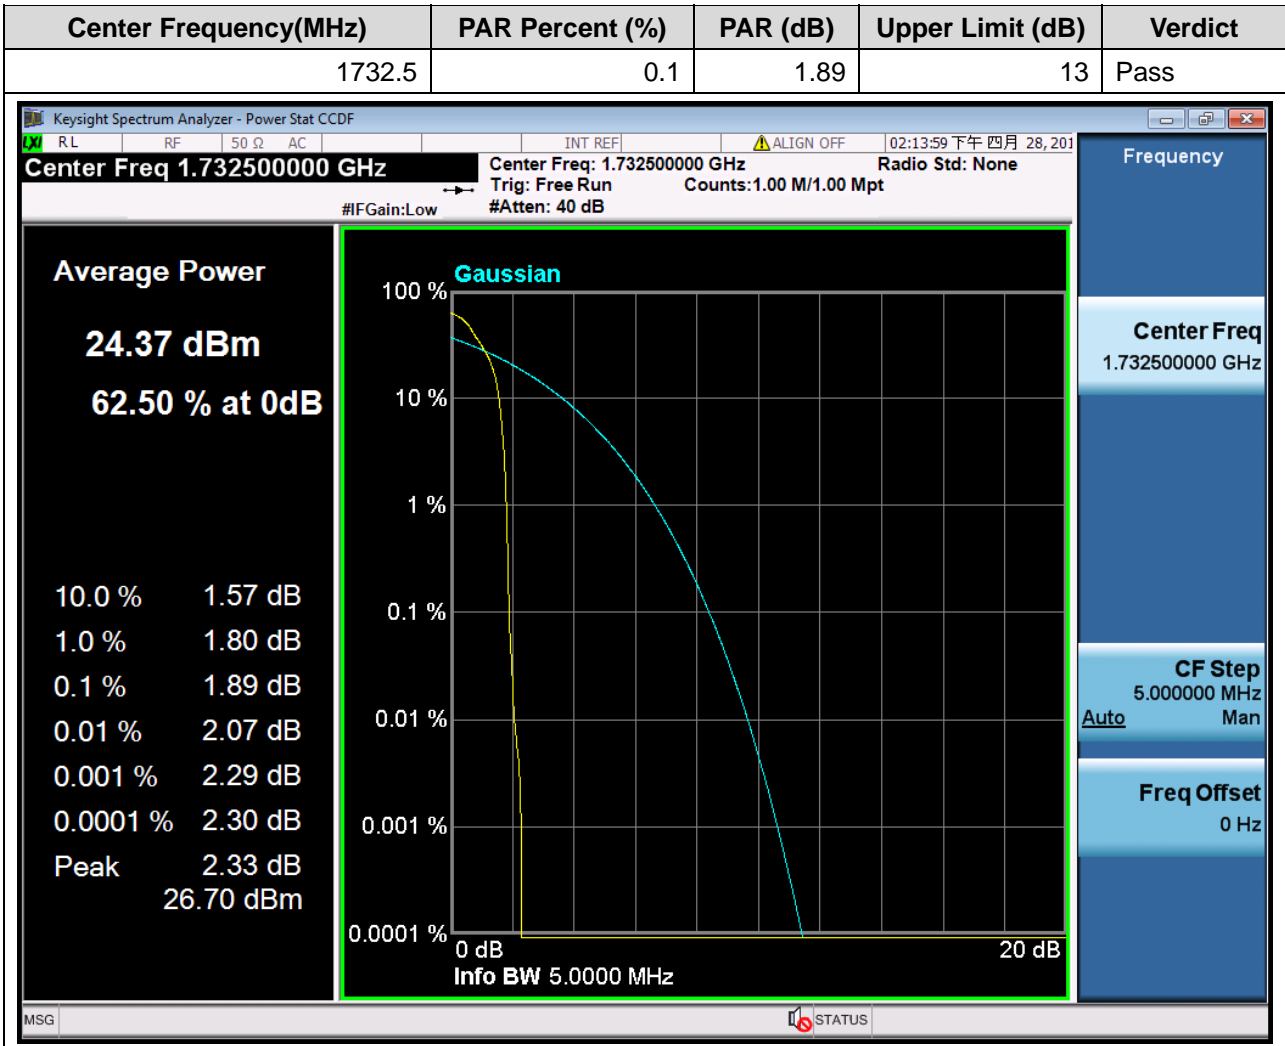 Center Frequency(MHz) PAR Percent (%) PAR (dB) Upper Limit (dB) Verdict
1732.5 0.1 1.89 13 Pass
Keysight Spectrum Analyzer - Power Stat CCDF
LXI RL RF 50 Ω AC INT REF ALIGN OFF 02:13:59 下午 四月 28, 201
Center Freq 1.732500000 GHz
Center Freq: 1.732500000 GHz Radio Std: None
Trig: Free Run Counts:1.00 M/1.00 Mpt
#IFGain:Low #Atten: 40 dB
Average Power
24.37 dBm
62.50 % at 0dB
10.0 % 1.57 dB
1.0 % 1.80 dB
0.1 % 1.89 dB
0.01 % 2.07 dB
0.001 % 2.29 dB
0.0001 % 2.30 dB
Peak 2.33 dB
26.70 dBm
Gaussian
100 %
10 %
1 %
0.1 %
0.01 %
0.001 %
0.0001 %
0 dB 20 dB
Info BW 5.0000 MHz
Frequency
Center Freq
1.732500000 GHz
CF Step
5.000000 MHz
Auto Man
Freq Offset
0 Hz
MSG STATUS